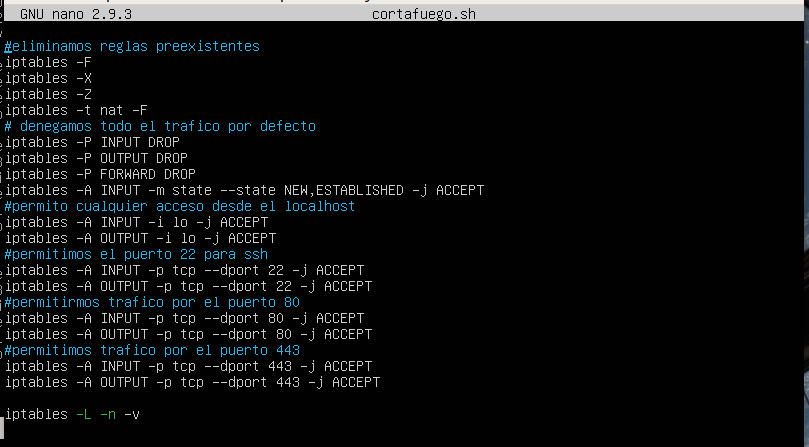 GNU nano 2.9.3 cortafuego.sh
#eliminamos reglas preexistentes
iptables -F
iptables -X
iptables -Z
iptables -t nat -F
# denegamos todo el trafico por defecto
iptables -P INPUT DROP
iptables -P OUTPUT DROP
iptables -P FORWARD DROP
iptables -A INPUT -m state --state NEW,ESTABLISHED -j ACCEPT
#permito cualquier acceso desde el localhost
iptables -A INPUT -i lo -j ACCEPT
iptables -A OUTPUT -i lo -j ACCEPT
#permitimos el puerto 22 para ssh
iptables -A INPUT -p tcp --dport 22 -j ACCEPT
iptables -A OUTPUT -p tcp --dport 22 -j ACCEPT
#permitirmos trafico por el puerto 80
iptables -A INPUT -p tcp --dport 80 -j ACCEPT
iptables -A OUTPUT -p tcp --dport 80 -j ACCEPT
#permitimos trafico por el puerto 443
iptables -A INPUT -p tcp --dport 443 -j ACCEPT
iptables -A OUTPUT -p tcp --dport 443 -j ACCEPT
iptables -L -n -v